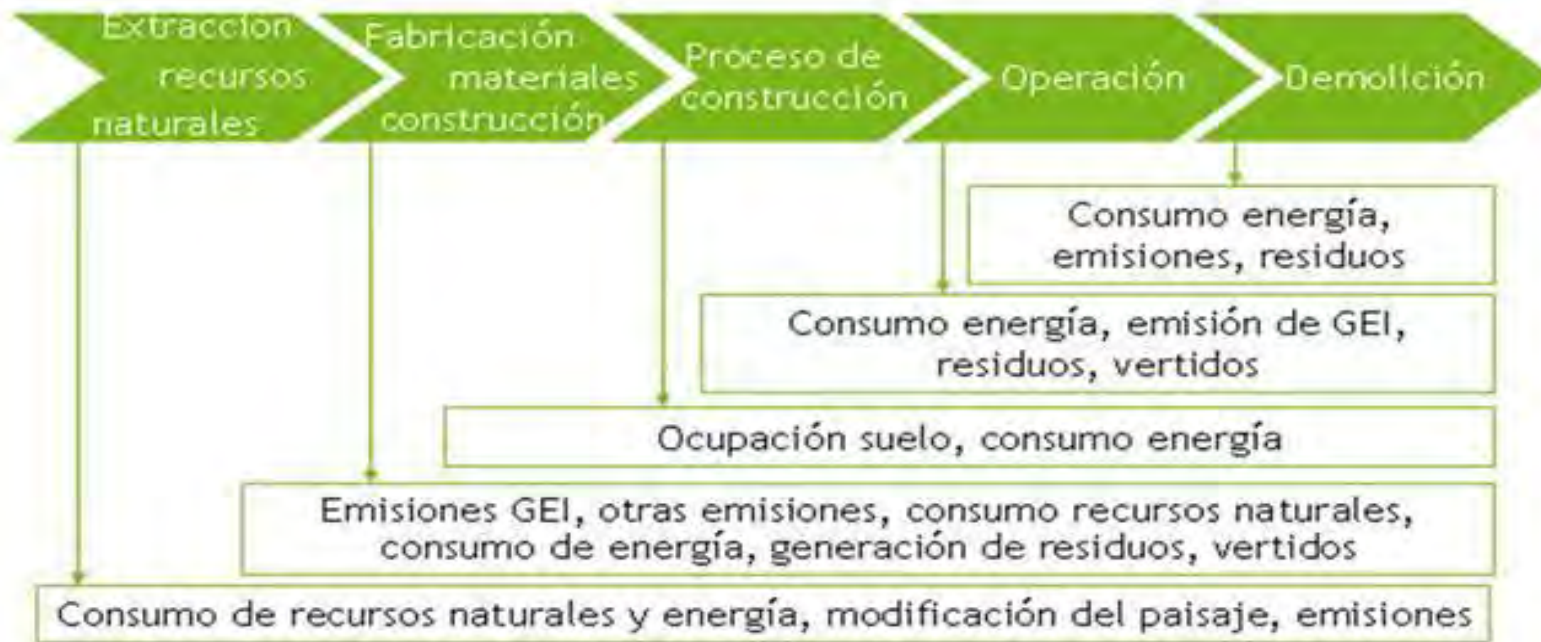 Extracción
recursos
naturales
Fabricación
materiales
construcción
Proceso de
construcción
Operación
Demolición
Consumo energía,
emisiones, residuos
Consumo energía, emisión de GEI,
residuos, vertidos
Ocupación suelo, consumo energía
Emisiones GEI, otras emisiones, consumo recursos naturales,
consumo de energía, generación de residuos, vertidos
Consumo de recursos naturales y energía, modificación del paisaje, emisiones